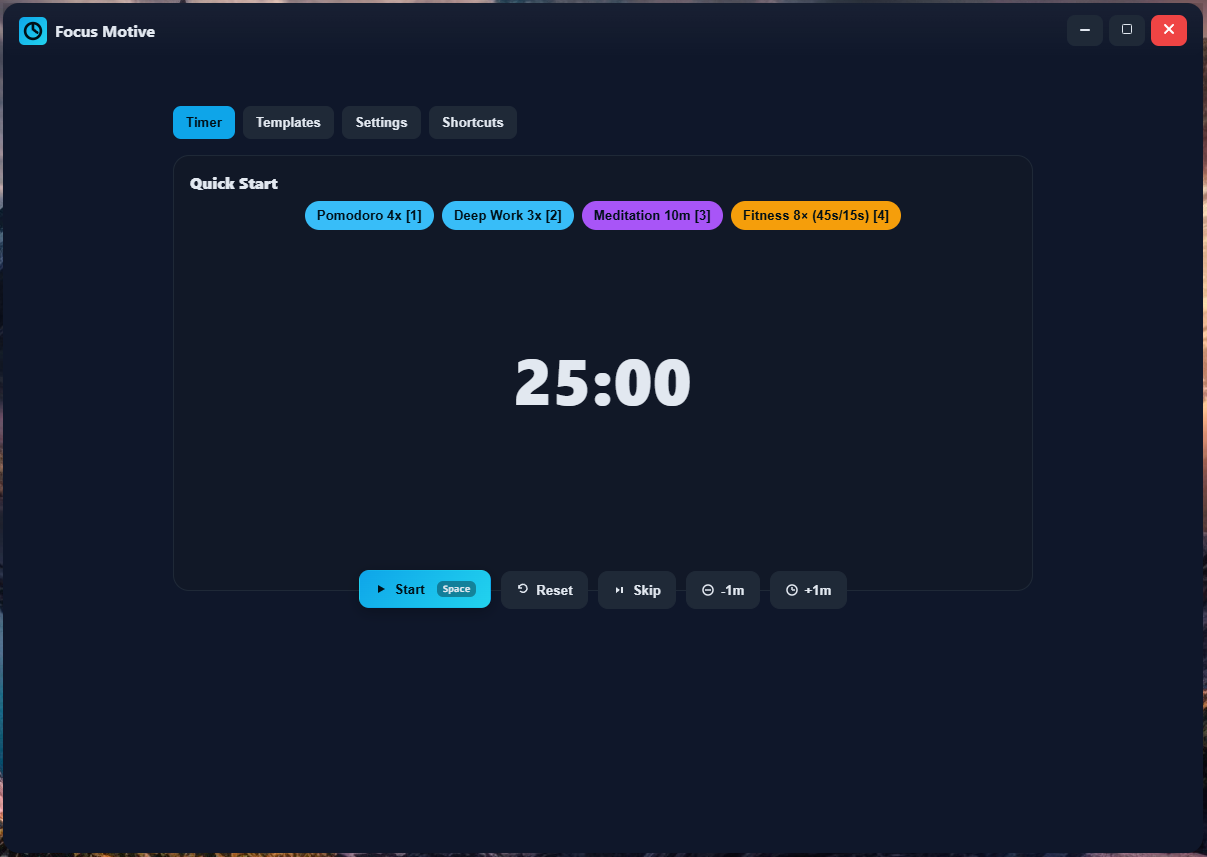 Focus Motive
Timer Templates Settings Shortcuts
Quick Start
Pomodoro 4x [1] Deep Work 3x [2] Meditation 10m [3] Fitness 8× (45s/15s) [4]
25:00
Start Space Reset Skip -1m +1m